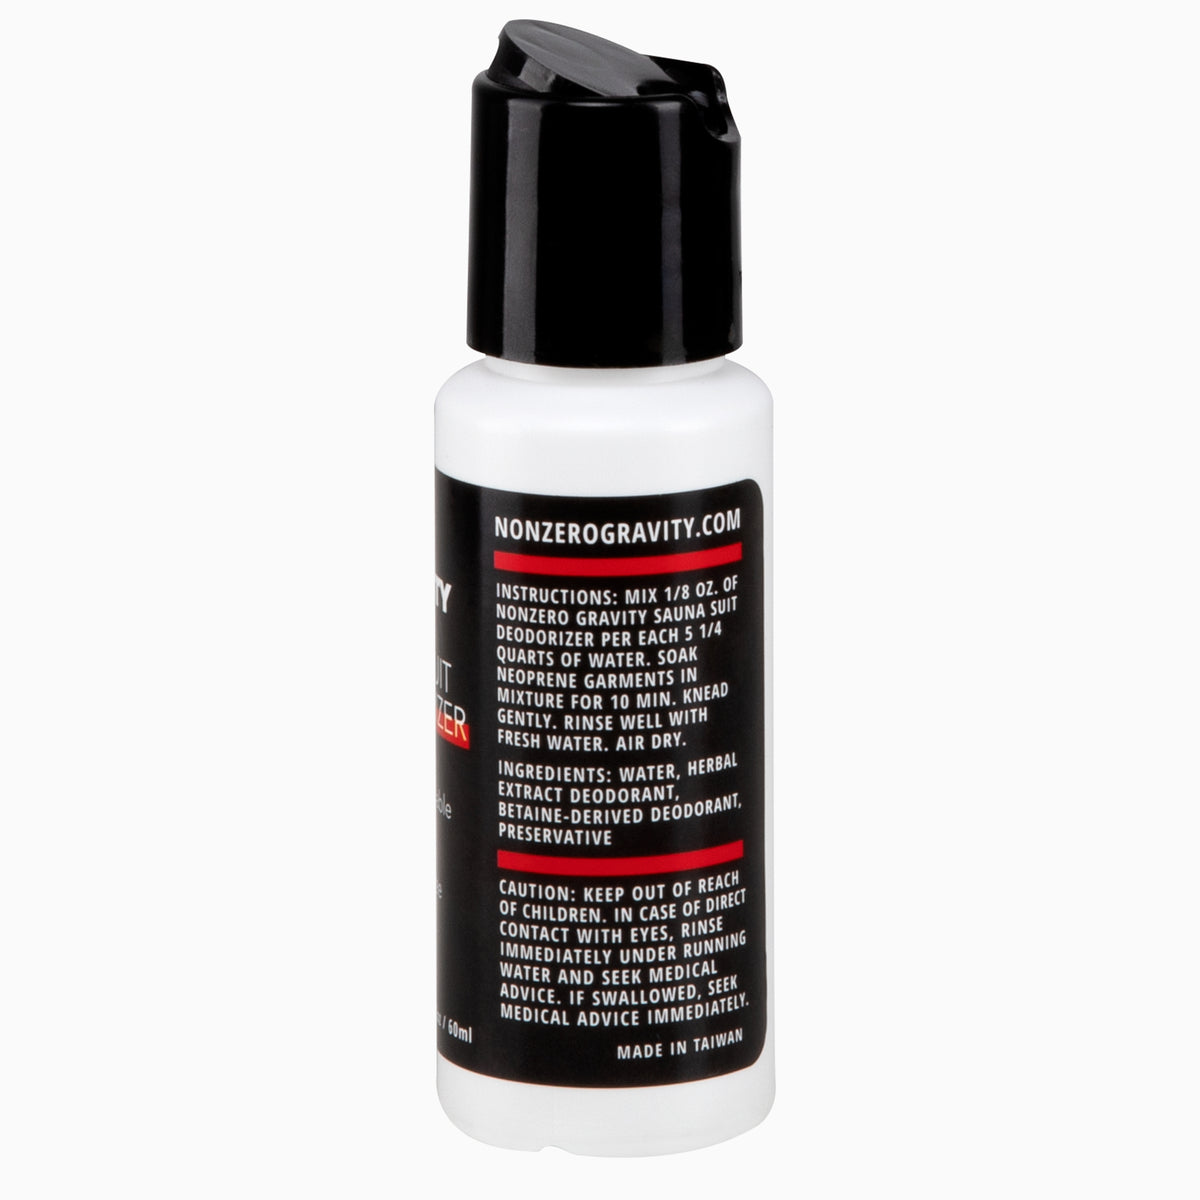 NONZEROGRAVITY.COM
INSTRUCTIONS: MIX 1/8 OZ. OF
NONZERO GRAVITY SAUNA SUIT
DEODORIZER PER EACH 5 1/4
QUARTS OF WATER. SOAK
NEOPRENE GARMENTS IN
MIXTURE FOR 10 MIN. KNEAD
GENTLY. RINSE WELL WITH
FRESH WATER. AIR DRY.
INGREDIENTS: WATER, HERBAL
EXTRACT DEODORANT,
BETAINE-DERIVED DEODORANT,
PRESERVATIVE
CAUTION: KEEP OUT OF REACH
OF CHILDREN. IN CASE OF DIRECT
CONTACT WITH EYES, RINSE
IMMEDIATELY UNDER RUNNING
WATER AND SEEK MEDICAL
ADVICE. IF SWALLOWED, SEEK
MEDICAL ADVICE IMMEDIATELY.
MADE IN TAIWAN
/ 60ml